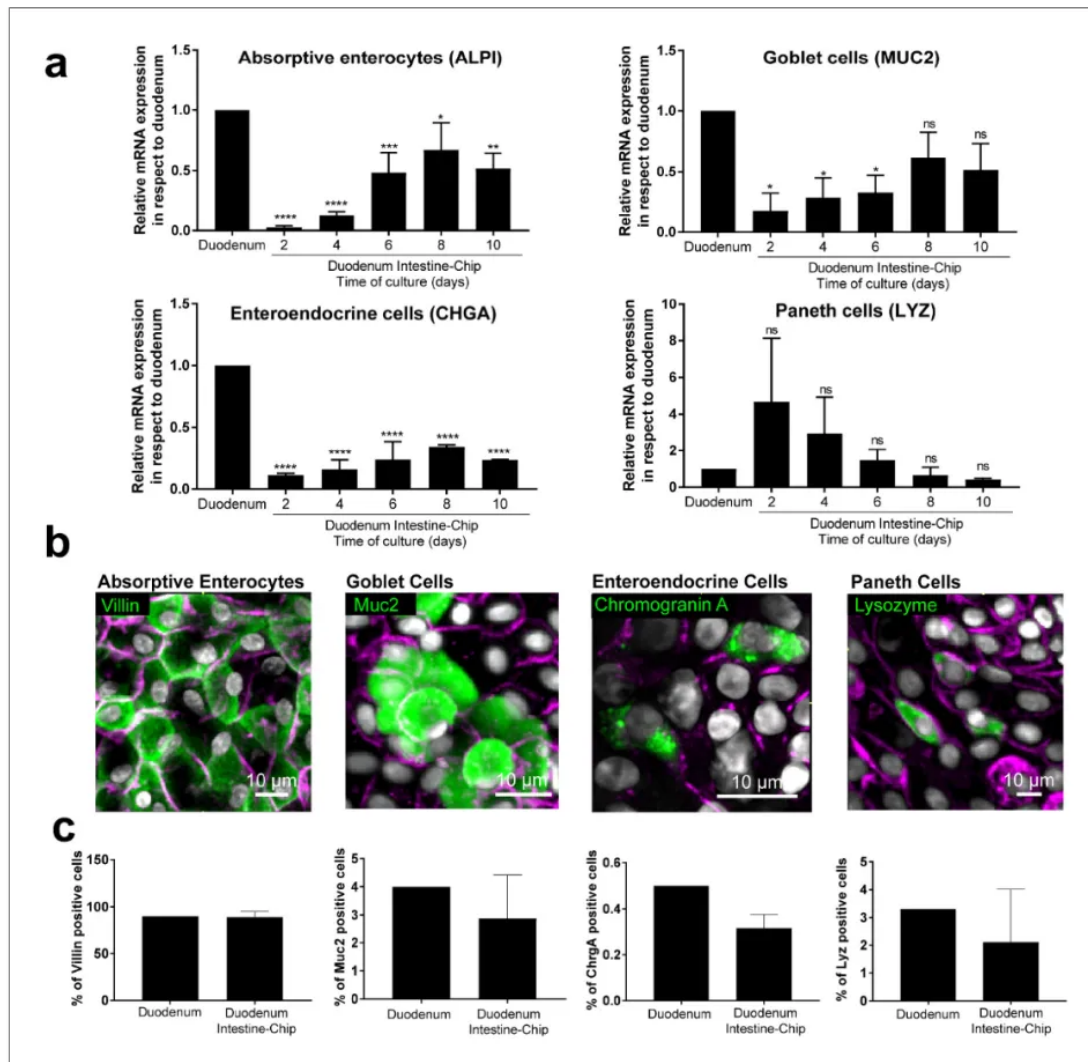 a
Absorptive enterocytes (ALPI)
Relative mRNA expression
in respect to duodenum
1.5
1.0
0.5
0.0
****
****
***
*
**
Duodenum 2 4 6 8 10
Duodenum Intestine-Chip
Time of culture (days)
Goblet cells (MUC2)
Relative mRNA expression
in respect to duodenum
1.5
1.0
0.5
0.0
*
*
*
ns
ns
Duodenum 2 4 6 8 10
Duodenum Intestine-Chip
Time of culture (days)
Enteroendocrine cells (CHGA)
Relative mRNA expression
in respect to duodenum
1.5
1.0
0.5
0.0
****
****
****
****
****
Duodenum 2 4 6 8 10
Duodenum Intestine-Chip
Time of culture (days)
Paneth cells (LYZ)
Relative mRNA expression
in respect to duodenum
10
8
6
4
2
0
ns
ns
ns
ns
ns
Duodenum 2 4 6 8 10
Duodenum Intestine-Chip
Time of culture (days)
b
Absorptive Enterocytes
Villin
10 µm
Goblet Cells
Muc2
10 µm
Enteroendocrine Cells
Chromogranin A
10 µm
Paneth Cells
Lysozyme
10 µm
c
% of Villin positive cells
150
100
50
0
Duodenum Duodenum
Intestine-Chip
% of Muc2 positive cells
5
4
3
2
1
0
Duodenum Duodenum
Intestine-Chip
% of ChrgA positive cells
0.6
0.4
0.2
0.0
Duodenum Duodenum
Intestine-Chip
% of Lyz positive cells
5
4
3
2
1
0
Duodenum Duodenum
Intestine-Chip